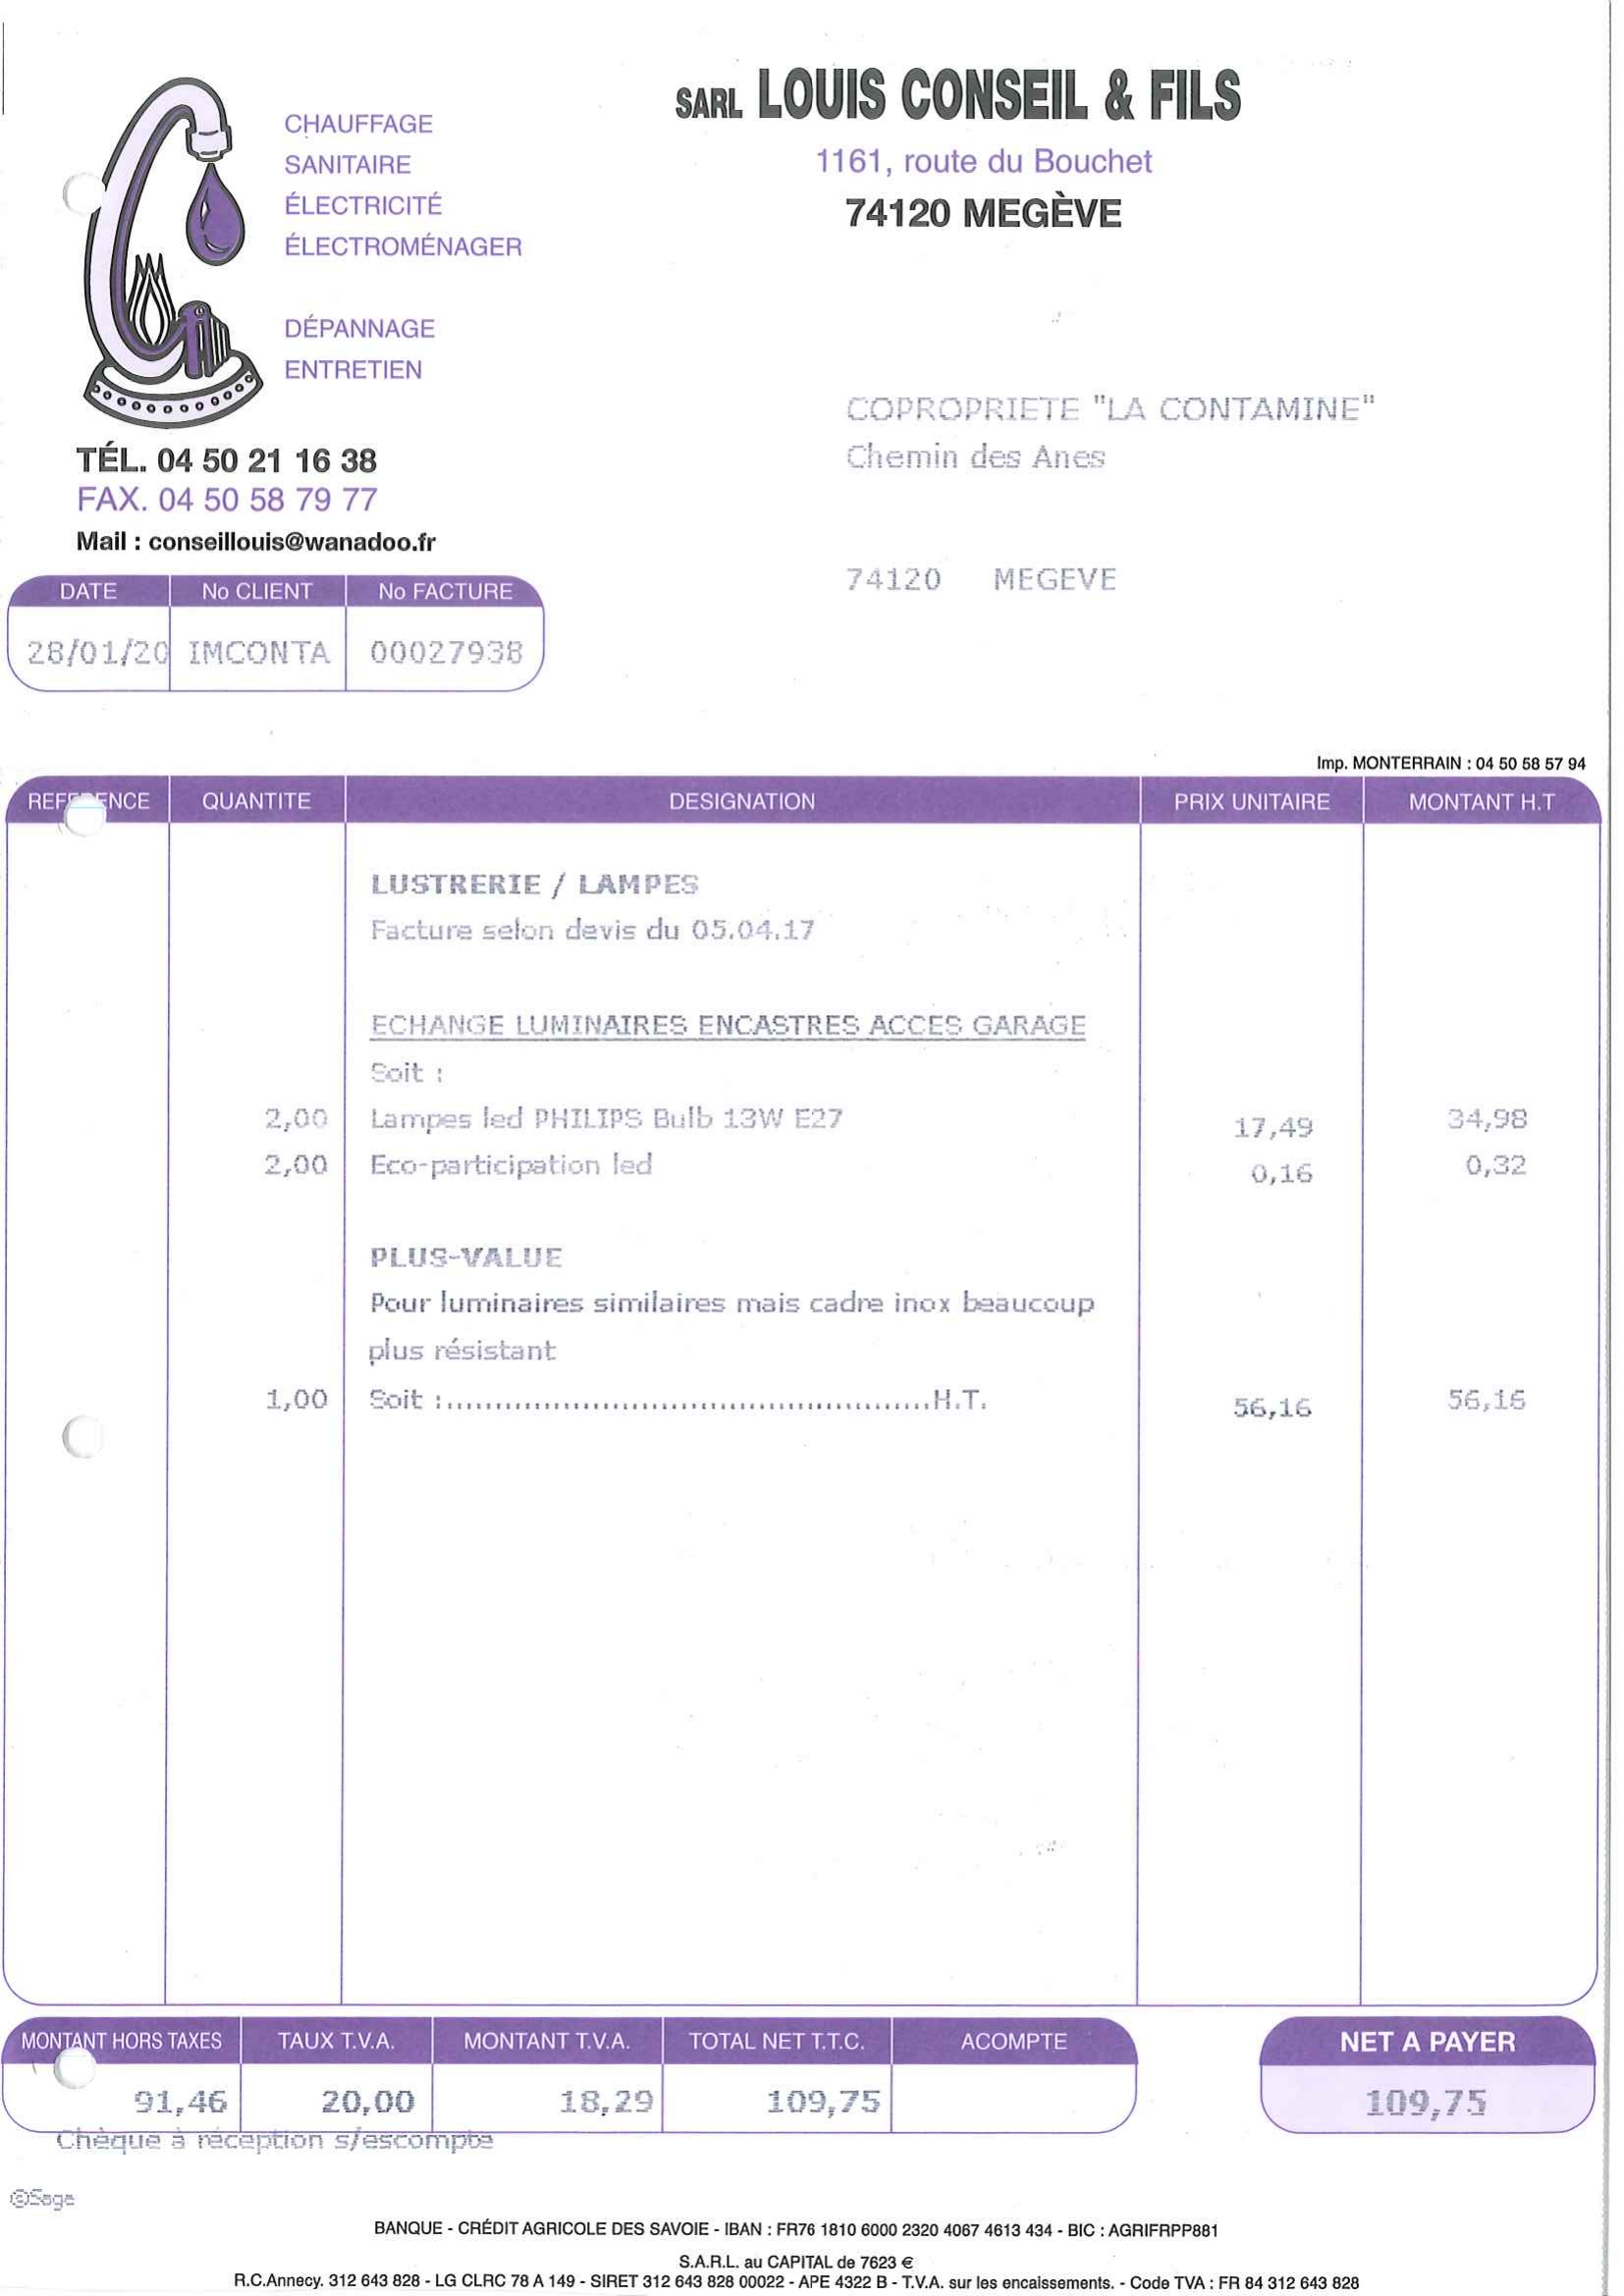 SARL LOUIS CONSEIL & FILS
1161, route du Bouchet
74120 MEGÈVE
CHAUFFAGE
SANITAIRE
ÉLECTRICITÉ
ÉLECTROMÉNAGER
DÉPANNAGE
ENTRETIEN
TÉL. 04 50 21 16 38
FAX. 04 50 58 79 77
Mail : conseillouis@wanadoo.fr
COPROPRIETE "LA CONTAMINE"
Chemin des Anes
74120 MEGEVE
DATE No CLIENT No FACTURE
28/01/20 IMCONTA 00027938
Imp. MONTERRAIN : 04 50 58 57 94
REFERENCE QUANTITE DESIGNATION PRIX UNITAIRE MONTANT H.T
LUSTRERIE / LAMPES
Facture selon devis du 05.04.17
ECHANGE LUMINAIRES ENCASTRES ACCES GARAGE
Soit :
2,00 Lampes led PHILIPS Bulb 13W E27 17,49 34,98
2,00 Eco-participation led 0,16 0,32
PLUS-VALUE
Pour luminaires similaires mais cadre inox beaucoup
plus résistant
1,00 Soit :..................................................H.T. 56,16 56,16
MONTANT HORS TAXES TAUX T.V.A. MONTANT T.V.A. TOTAL NET T.T.C. ACOMPTE NET A PAYER
91,46 20,00 18,29 109,75 109,75
Chèque à réception s/escompte
©Sage
BANQUE - CRÉDIT AGRICOLE DES SAVOIE - IBAN : FR76 1810 6000 2320 4067 4613 434 - BIC : AGRIFRPP881
S.A.R.L. au CAPITAL de 7623 €
R.C.Annecy. 312 643 828 - LG CLRC 78 A 149 - SIRET 312 643 828 00022 - APE 4322 B - T.V.A. sur les encaissements. - Code TVA : FR 84 312 643 828